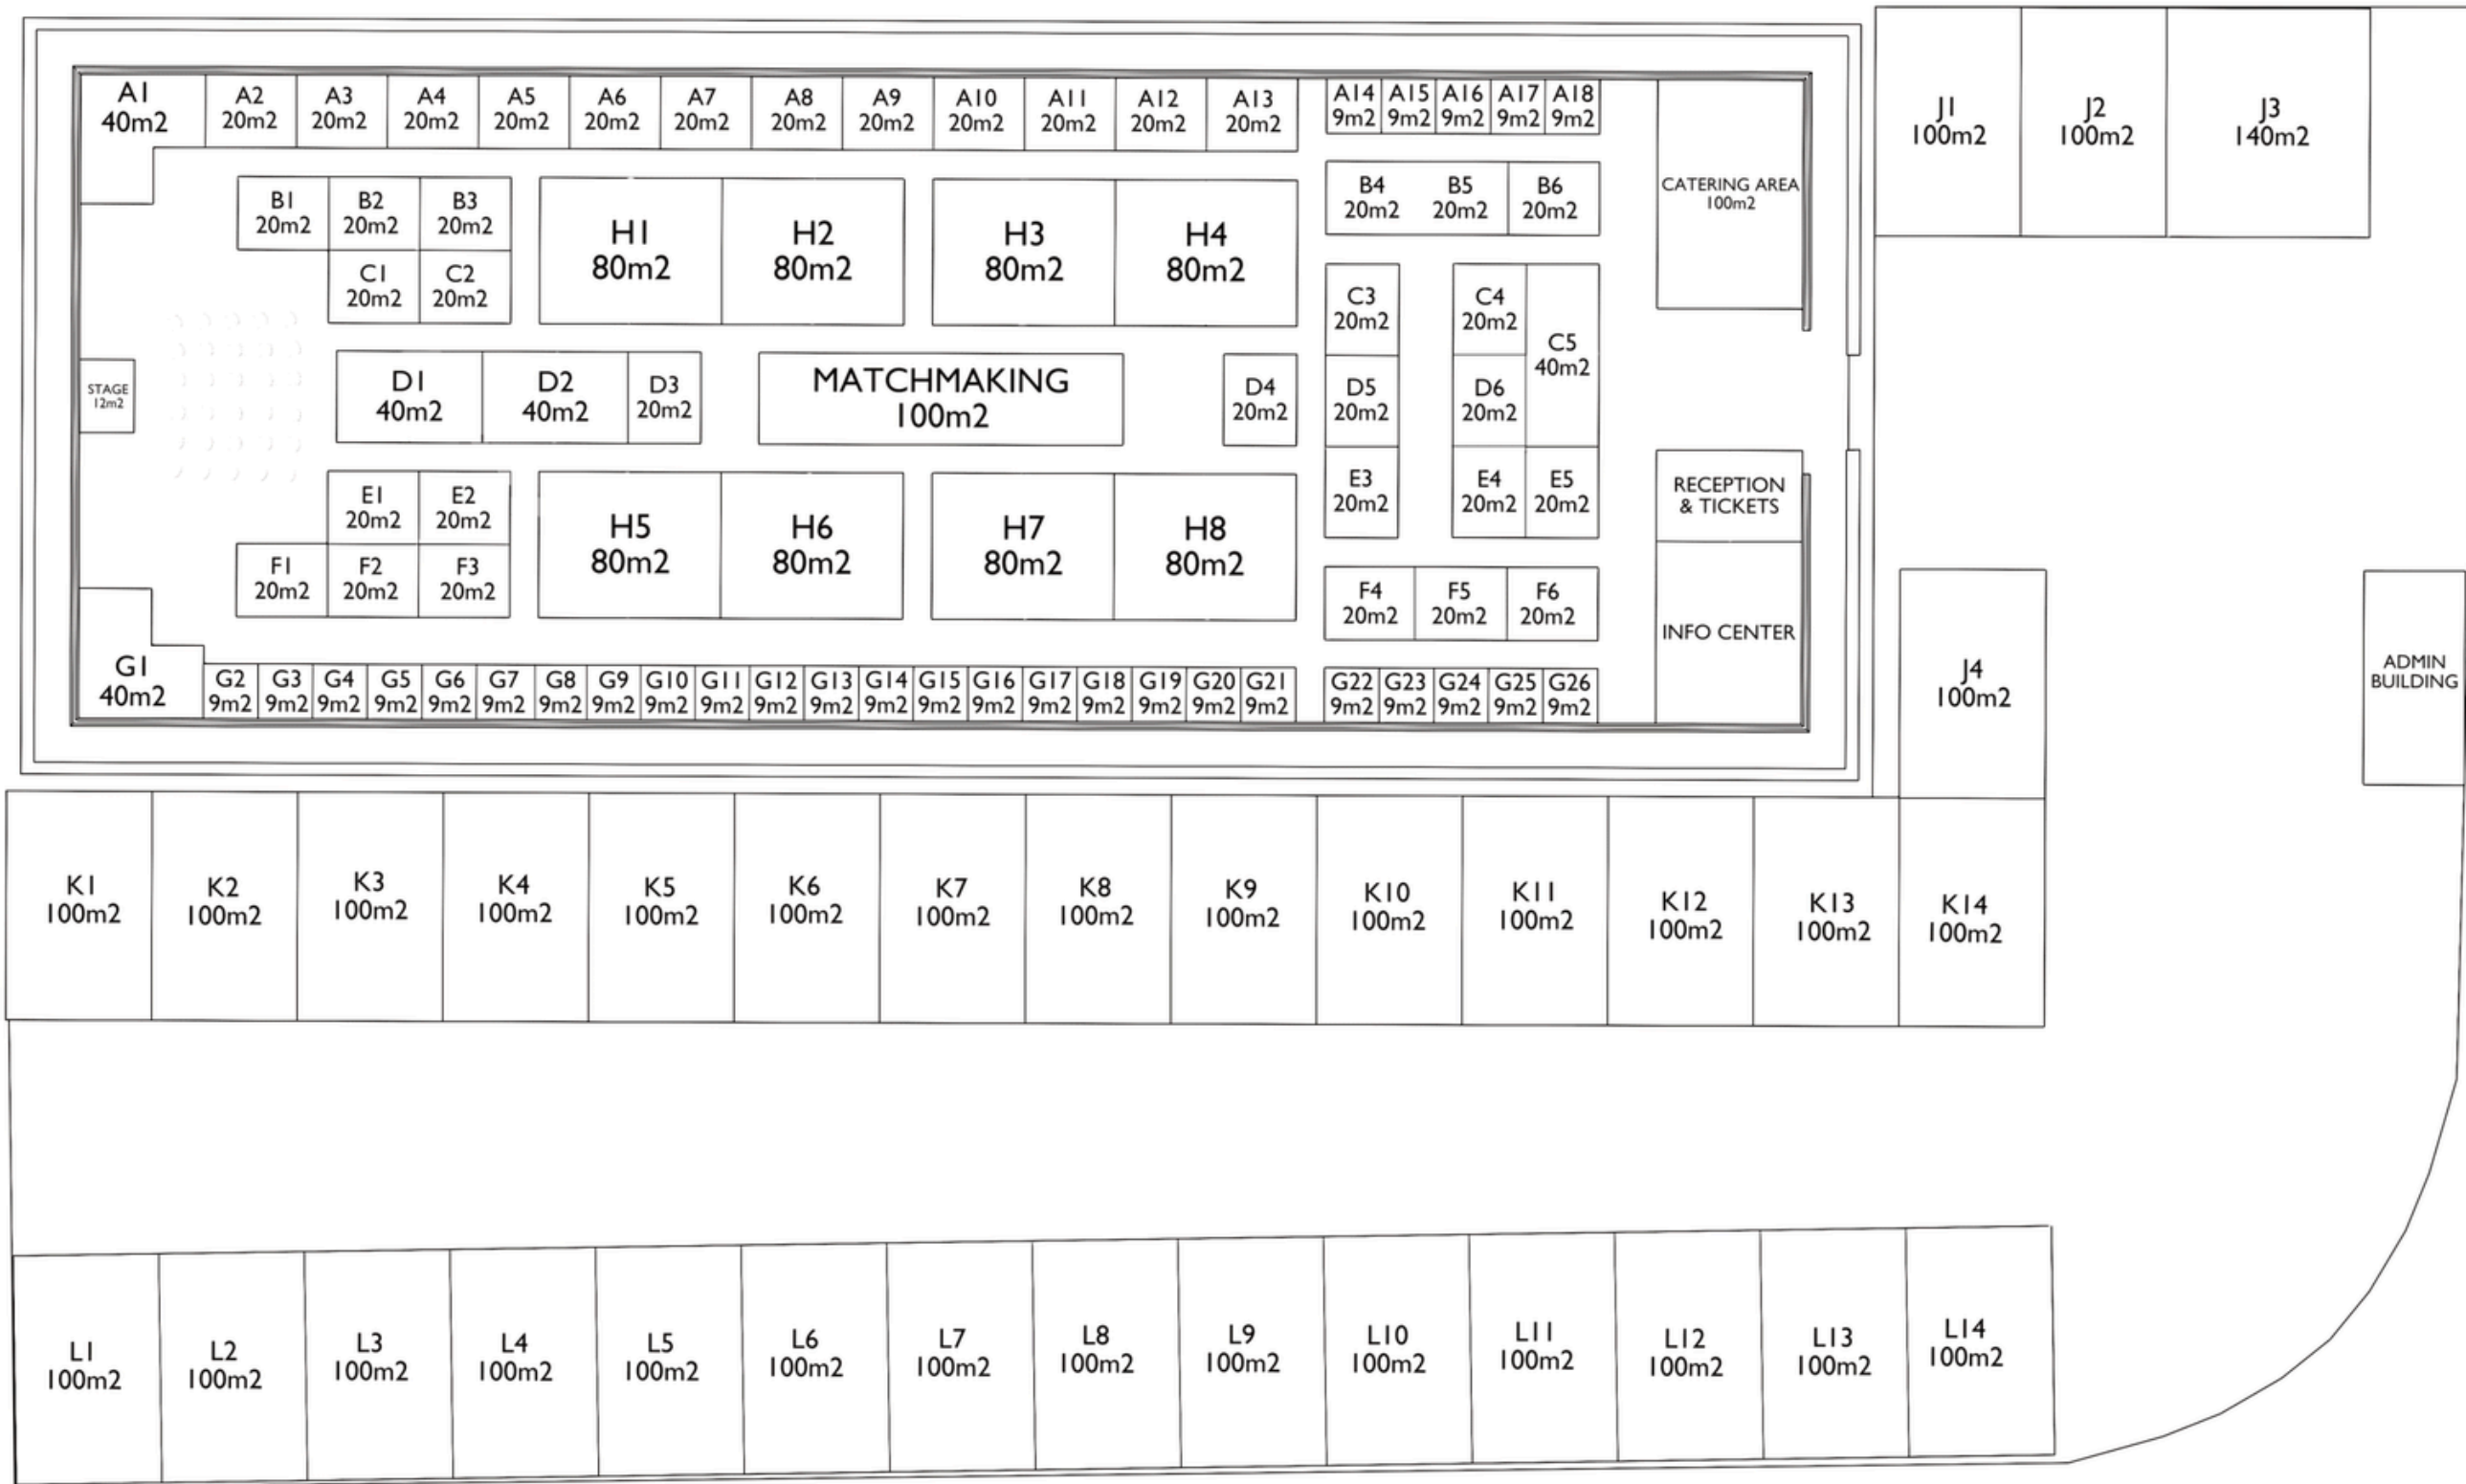 A1
40m2
A2
20m2
A3
20m2
A4
20m2
A5
20m2
A6
20m2
A7
20m2
A8
20m2
A9
20m2
A10
20m2
A11
20m2
A12
20m2
A13
20m2
A14
9m2
A15
9m2
A16
9m2
A17
9m2
A18
9m2
J1
100m2
J2
100m2
J3
140m2
B1
20m2
B2
20m2
B3
20m2
C1
20m2
C2
20m2
H1
80m2
H2
80m2
H3
80m2
H4
80m2
B4
20m2
B5
20m2
B6
20m2
CATERING AREA
100m2
C3
20m2
C4
20m2
C5
40m2
STAGE
12m2
D1
40m2
D2
40m2
D3
20m2
MATCHMAKING
100m2
D4
20m2
D5
20m2
D6
20m2
E1
20m2
E2
20m2
F1
20m2
F2
20m2
F3
20m2
H5
80m2
H6
80m2
H7
80m2
H8
80m2
E3
20m2
E4
20m2
E5
20m2
RECEPTION
& TICKETS
F4
20m2
F5
20m2
F6
20m2
INFO CENTER
G1
40m2
G2
9m2
G3
9m2
G4
9m2
G5
9m2
G6
9m2
G7
9m2
G8
9m2
G9
9m2
G10
9m2
G11
9m2
G12
9m2
G13
9m2
G14
9m2
G15
9m2
G16
9m2
G17
9m2
G18
9m2
G19
9m2
G20
9m2
G21
9m2
G22
9m2
G23
9m2
G24
9m2
G25
9m2
G26
9m2
J4
100m2
ADMIN
BUILDING
K1
100m2
K2
100m2
K3
100m2
K4
100m2
K5
100m2
K6
100m2
K7
100m2
K8
100m2
K9
100m2
K10
100m2
K11
100m2
K12
100m2
K13
100m2
K14
100m2
L1
100m2
L2
100m2
L3
100m2
L4
100m2
L5
100m2
L6
100m2
L7
100m2
L8
100m2
L9
100m2
L10
100m2
L11
100m2
L12
100m2
L13
100m2
L14
100m2